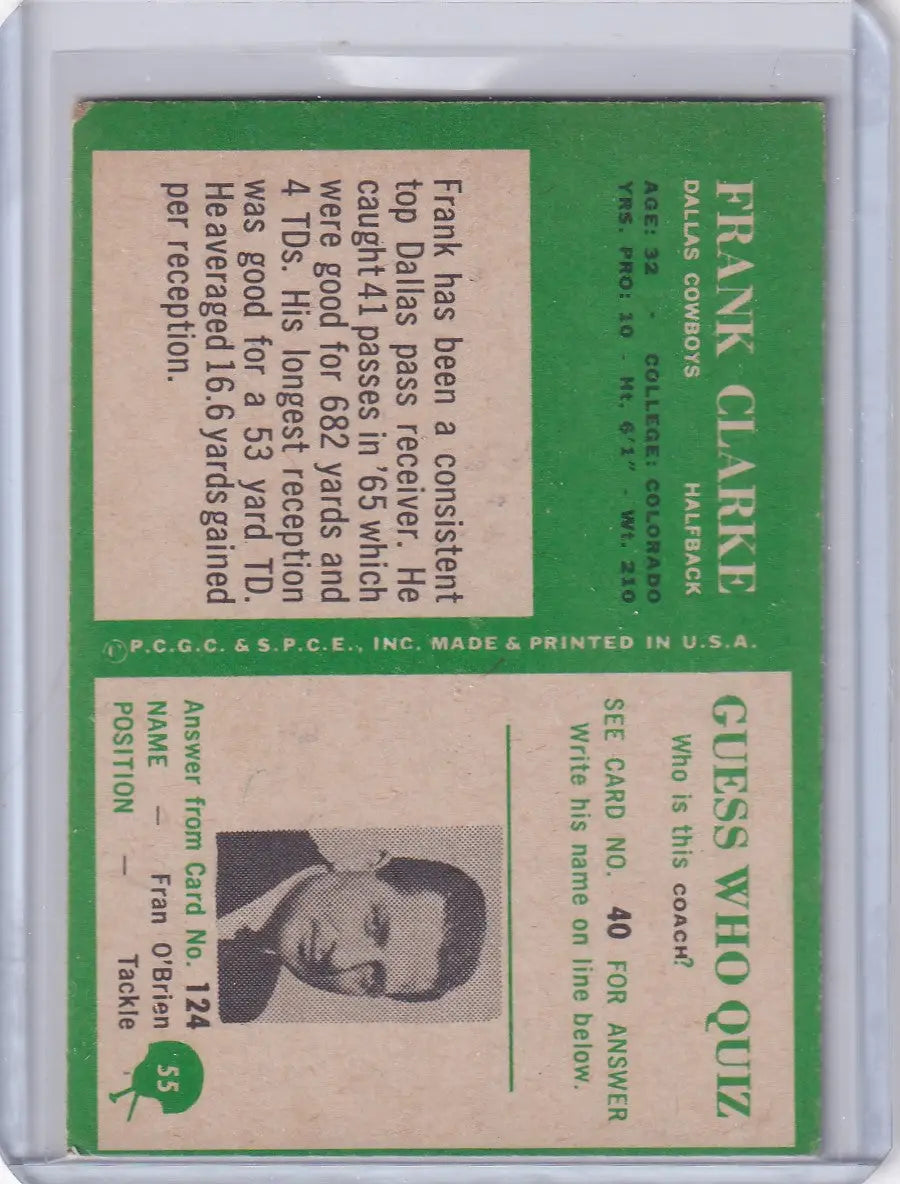 FRANK CLARKE
DALLAS COWBOYS HALFBACK
AGE: 32 - COLLEGE: COLORADO
YRS. PRO: 10 - Ht. 6'1" - Wt. 210
Frank has been a consistent
top Dallas pass receiver. He
caught 41 passes in '65 which
were good for 682 yards and
4 TDs. His longest reception
was good for a 53 yard TD.
He averaged 16.6 yards gained
per reception.
©P.C.G.C. & S.P.C.E., INC. MADE & PRINTED IN U.S.A.
GUESS WHO QUIZ
Who is this COACH?
SEE CARD NO. 40 FOR ANSWER
Write his name on line below.
Answer from Card No. 124
NAME — Fran O'Brien
POSITION — Tackle
55